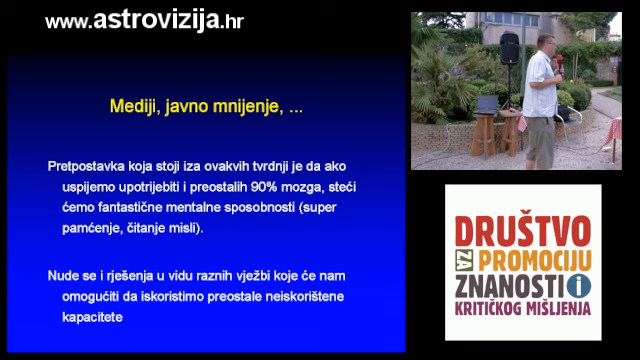 www.astrovizija.hr
Mediji, javno mnijenje, ...
Pretpostavka koja stoji iza ovakvih tvrdnji je da ako
uspijemo upotrijebiti i preostalih 90% mozga, steći
ćemo fantastične mentalne sposobnosti (super
pamćenje, čitanje misli).
Nude se i rješenja u vidu raznih vježbi koje će nam
omogućiti da iskoristimo preostale neiskorištene
kapacitete
DRUŠTVO
ZA PROMOCIJU
ZNANOSTI i
KRITIČKOG MIŠLJENJA